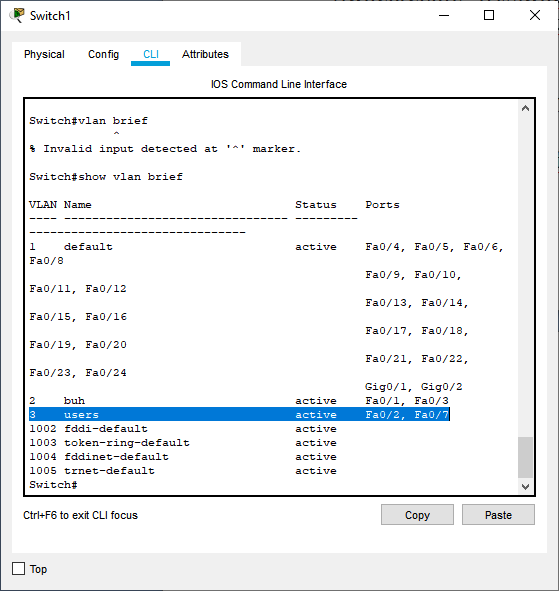 Switch1
Physical Config CLI Attributes
IOS Command Line Interface
Switch#vlan brief
^
% Invalid input detected at '^' marker.
Switch#show vlan brief
VLAN Name Status Ports
---- -------------------------------- --------- -------------------------------
1 default active Fa0/4, Fa0/5, Fa0/6,
Fa0/8
Fa0/9, Fa0/10,
Fa0/11, Fa0/12
Fa0/13, Fa0/14,
Fa0/15, Fa0/16
Fa0/17, Fa0/18,
Fa0/19, Fa0/20
Fa0/21, Fa0/22,
Fa0/23, Fa0/24
Gig0/1, Gig0/2
2 buh active Fa0/1, Fa0/3
3 users active Fa0/2, Fa0/7
1002 fddi-default active
1003 token-ring-default active
1004 fddinet-default active
1005 trnet-default active
Switch#
Ctrl+F6 to exit CLI focus Copy Paste
Top